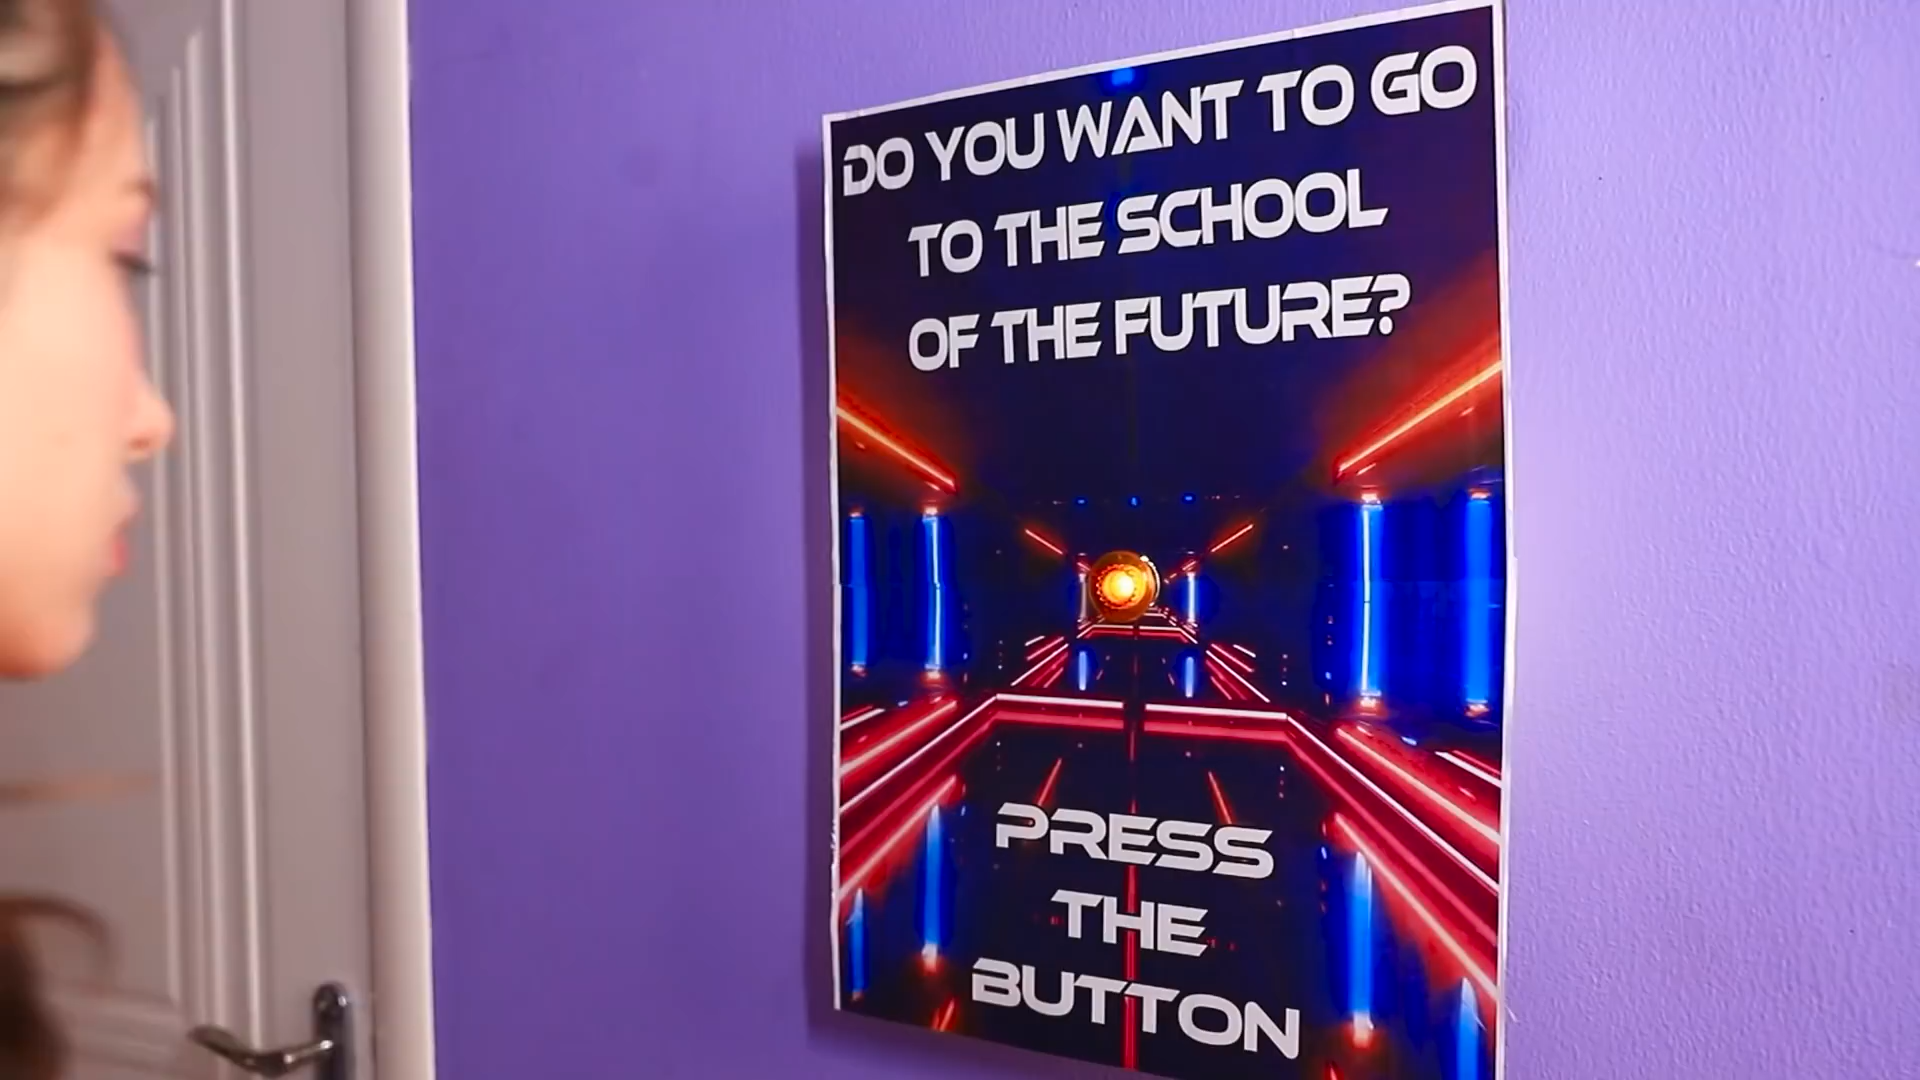 DO YOU WANT TO GO
TO THE SCHOOL
OF THE FUTURE?
PRESS
THE
BUTTON